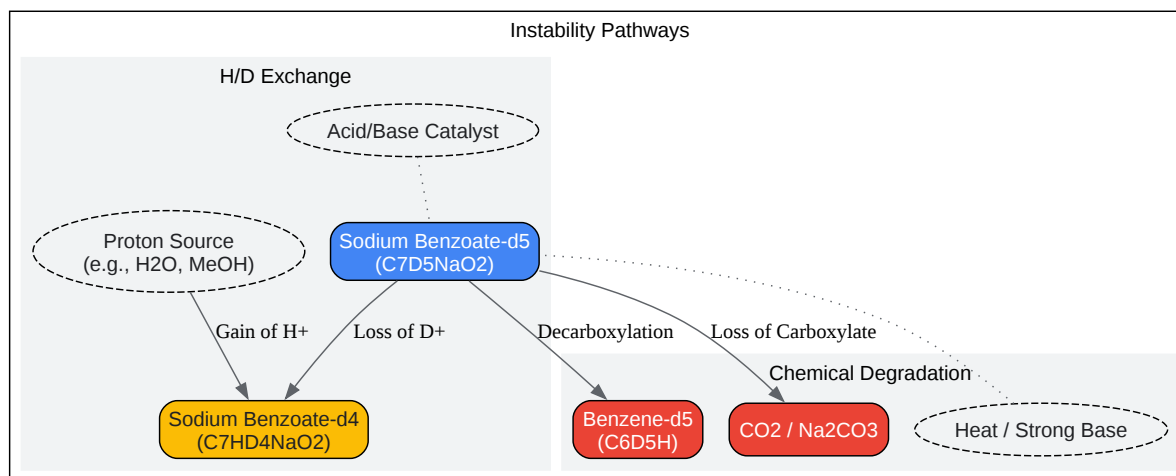 Instability Pathways
H/D Exchange
Acid/Base Catalyst
Proton Source
(e.g., H2O, MeOH)
Sodium Benzoate-d5
(C7D5NaO2)
Gain of H+
Loss of D+
Decarboxylation
Loss of Carboxylate
Chemical Degradation
Sodium Benzoate-d4
(C7HD4NaO2)
Benzene-d5
(C6D5H)
CO2 / Na2CO3
Heat / Strong Base